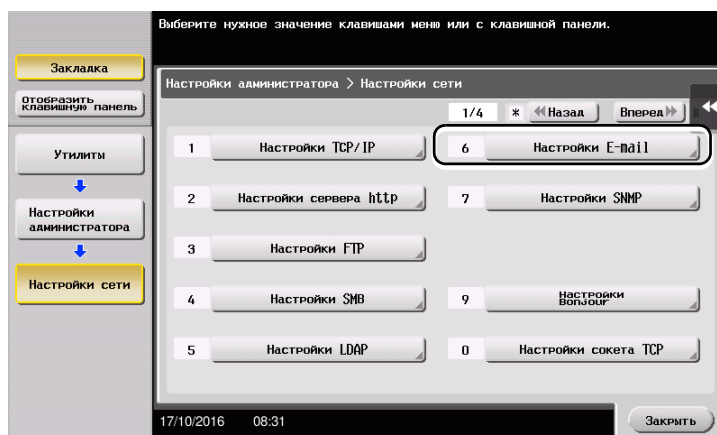 Выберите нужное значение клавишами меню или с клавишной панели.
Закладка
Отобразить
клавишную панель
Утилиты
Настройки
администратора
Настройки сети
Настройки администратора > Настройки сети
1/4 * Назад Вперед
1 Настройки TCP/IP
6 Настройки E-mail
2 Настройки сервера http
7 Настройки SNMP
3 Настройки FTP
4 Настройки SMB
9 Настройки
Bonjour
5 Настройки LDAP
0 Настройки сокета TCP
17/10/2016 08:31
Закрыть